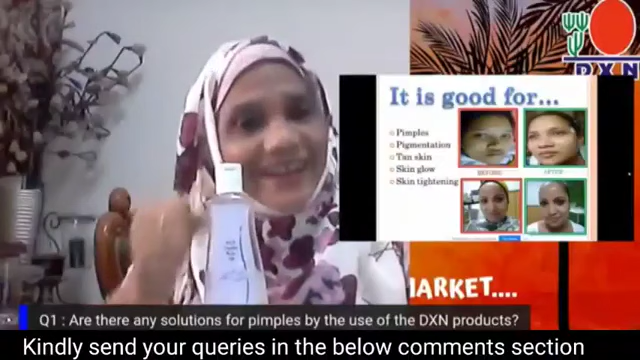 DXN
It is good for...
Pimples
Pigmentation
Tan skin
Skin glow
Skin tightening
BEFORE
AFTER
MARKET....
Q1 : Are there any solutions for pimples by the use of the DXN products?
Kindly send your queries in the below comments section